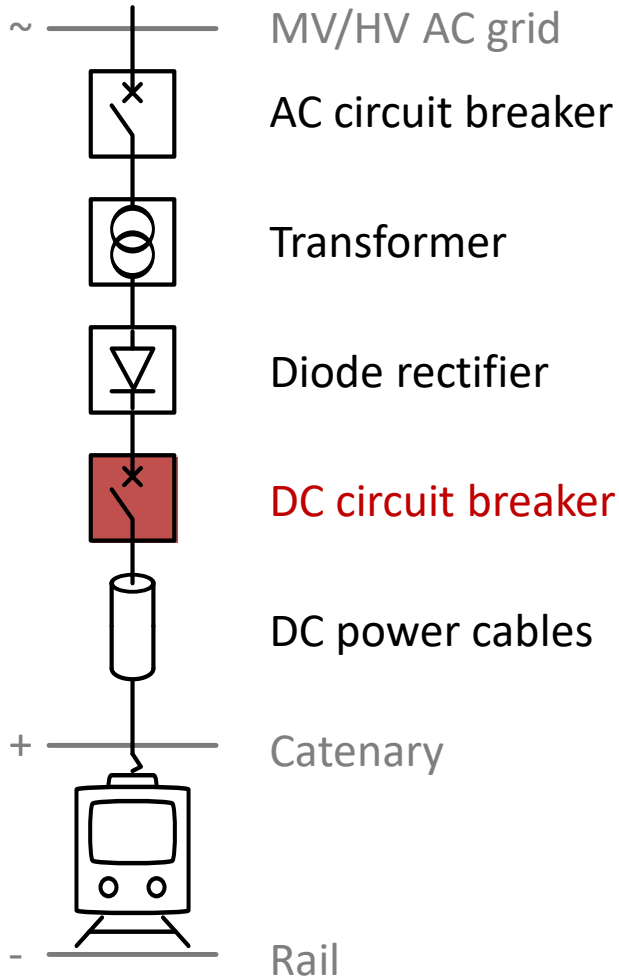 ~ MV/HV AC grid
AC circuit breaker
Transformer
Diode rectifier
DC circuit breaker
DC power cables
+ Catenary
- Rail